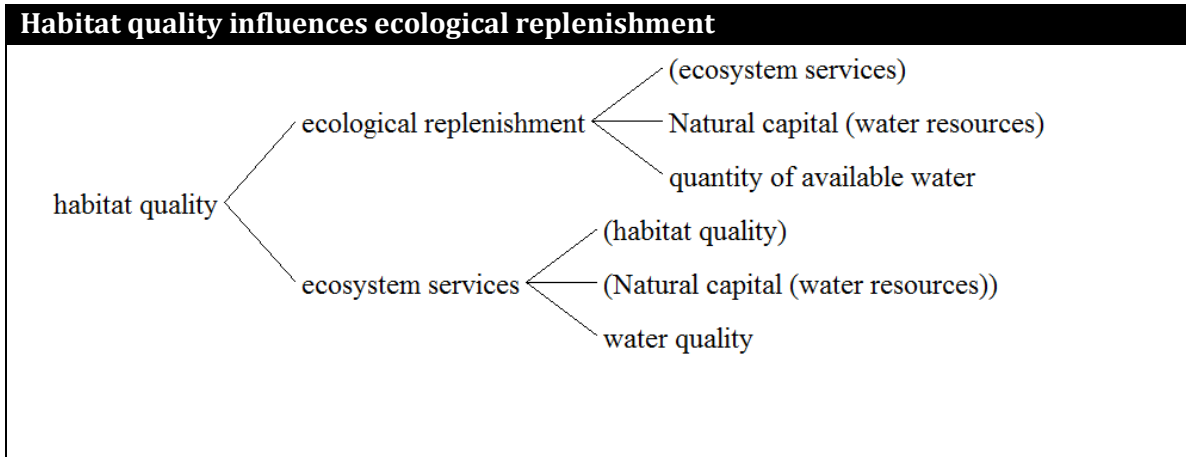 Habitat quality influences ecological replenishment
(ecosystem services)
ecological replenishment
Natural capital (water resources)
quantity of available water
habitat quality
(habitat quality)
ecosystem services
(Natural capital (water resources))
water quality